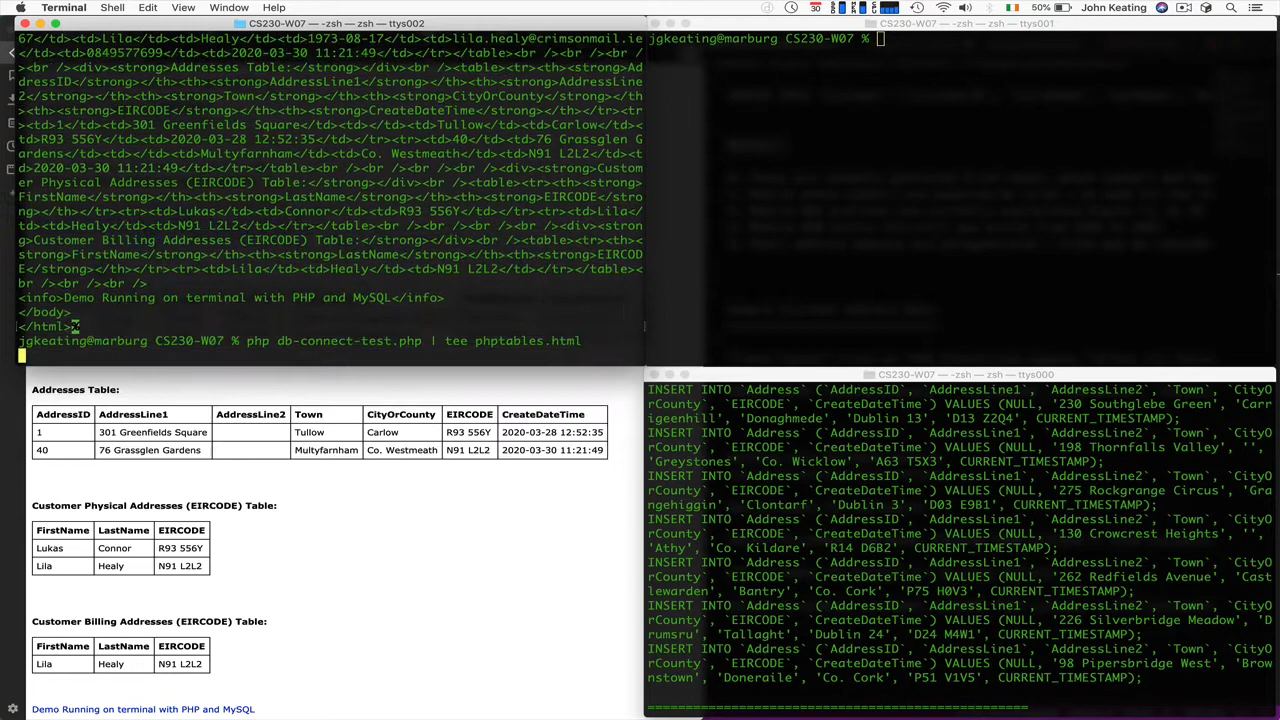 Terminal Shell Edit View Window Help
30 50% John Keating
CS230-W07 — -zsh — zsh — ttys002
67</td><td>Lila</td><td>Healy</td><td>1973-08-17</td><td>lila.healy@crimsonmail.ie
</td><td>0849577699</td><td>2020-03-30 11:21:49</td></tr></table><br /><br /><br /
><br /><div><strong>Addresses Table:</strong></div><br /><table><tr><th><strong>Ad
dressID</strong></th><th><strong>AddressLine1</strong></th><th><strong>AddressLine
2</strong></th><th><strong>Town</strong></th><th><strong>CityOrCounty</strong></th
><th><strong>EIRCODE</strong></th><th><strong>CreateDateTime</strong></th></tr><tr
><td>1</td><td>301 Greenfields Square</td><td></td><td>Tullow</td><td>Carlow</td><td>
R93 556Y</td><td>2020-03-28 12:52:35</td></tr><tr><td>40</td><td>76 Grassglen G
ardens</td><td></td><td>Multyfarnham</td><td>Co. Westmeath</td><td>N91 L2L2</td><t
d>2020-03-30 11:21:49</td></tr></table><br /><br /><br /><br /><div><strong>Custom
er Physical Addresses (EIRCODE) Table:</strong></div><br /><table><tr><th><strong>
FirstName</strong></th><th><strong>LastName</strong></th><th><strong>EIRCODE</stro
ng></th></tr><tr><td>Lukas</td><td>Connor</td><td>R93 556Y</td></tr><tr><td>Lila</
td><td>Healy</td><td>N91 L2L2</td></tr></table><br /><br /><br /><br /><div><stron
g>Customer Billing Addresses (EIRCODE) Table:</strong></div><br /><table><tr><th><
strong>FirstName</strong></th><th><strong>LastName</strong></th><th><strong>EIRCOD
E</strong></th></tr><tr><td>Lila</td><td>Healy</td><td>N91 L2L2</td></tr></table><
br /><br /><br />
<info>Demo Running on terminal with PHP and MySQL</info>
</body>
</html>%
jgkeating@marburg CS230-W07 % php db-connect-test.php | tee phptables.html
CS230-W07 — -zsh — zsh — ttys001
jgkeating@marburg CS230-W07 %
Addresses Table:
AddressID AddressLine1 AddressLine2 Town CityOrCounty EIRCODE CreateDateTime
1 301 Greenfields Square Tullow Carlow R93 556Y 2020-03-28 12:52:35
40 76 Grassglen Gardens Multyfarnham Co. Westmeath N91 L2L2 2020-03-30 11:21:49
Customer Physical Addresses (EIRCODE) Table:
FirstName LastName EIRCODE
Lukas Connor R93 556Y
Lila Healy N91 L2L2
Customer Billing Addresses (EIRCODE) Table:
FirstName LastName EIRCODE
Lila Healy N91 L2L2
Demo Running on terminal with PHP and MySQL
CS230-W07 — -zsh — zsh — ttys000
INSERT INTO `Address` (`AddressID`, `AddressLine1`, `AddressLine2`, `Town`, `CityO
rCounty`, `EIRCODE`, `CreateDateTime`) VALUES (NULL, '230 Southglebe Green', 'Carr
igeenhill', 'Donaghmede', 'Dublin 13', 'D13 ZZQ4', CURRENT_TIMESTAMP);
INSERT INTO `Address` (`AddressID`, `AddressLine1`, `AddressLine2`, `Town`, `CityO
rCounty`, `EIRCODE`, `CreateDateTime`) VALUES (NULL, '198 Thornfalls Valley', '',
'Greystones', 'Co. Wicklow', 'A63 T5X3', CURRENT_TIMESTAMP);
INSERT INTO `Address` (`AddressID`, `AddressLine1`, `AddressLine2`, `Town`, `CityO
rCounty`, `EIRCODE`, `CreateDateTime`) VALUES (NULL, '275 Rockgrange Circus', 'Gra
ngehiggin', 'Clontarf', 'Dublin 3', 'D03 E9B1', CURRENT_TIMESTAMP);
INSERT INTO `Address` (`AddressID`, `AddressLine1`, `AddressLine2`, `Town`, `CityO
rCounty`, `EIRCODE`, `CreateDateTime`) VALUES (NULL, '130 Crowcrest Heights', '',
'Athy', 'Co. Kildare', 'R14 D6B2', CURRENT_TIMESTAMP);
INSERT INTO `Address` (`AddressID`, `AddressLine1`, `AddressLine2`, `Town`, `CityO
rCounty`, `EIRCODE`, `CreateDateTime`) VALUES (NULL, '262 Redfields Avenue', 'Cast
lewarden', 'Bantry', 'Co. Cork', 'P75 H0V3', CURRENT_TIMESTAMP);
INSERT INTO `Address` (`AddressID`, `AddressLine1`, `AddressLine2`, `Town`, `CityO
rCounty`, `EIRCODE`, `CreateDateTime`) VALUES (NULL, '226 Silverbridge Meadow', 'D
rumsru', 'Tallaght', 'Dublin 24', 'D24 M4W1', CURRENT_TIMESTAMP);
INSERT INTO `Address` (`AddressID`, `AddressLine1`, `AddressLine2`, `Town`, `CityO
rCounty`, `EIRCODE`, `CreateDateTime`) VALUES (NULL, '98 Pipersbridge West', 'Brow
nstown', 'Doneraile', 'Co. Cork', 'P51 V1V5', CURRENT_TIMESTAMP);
==================================================